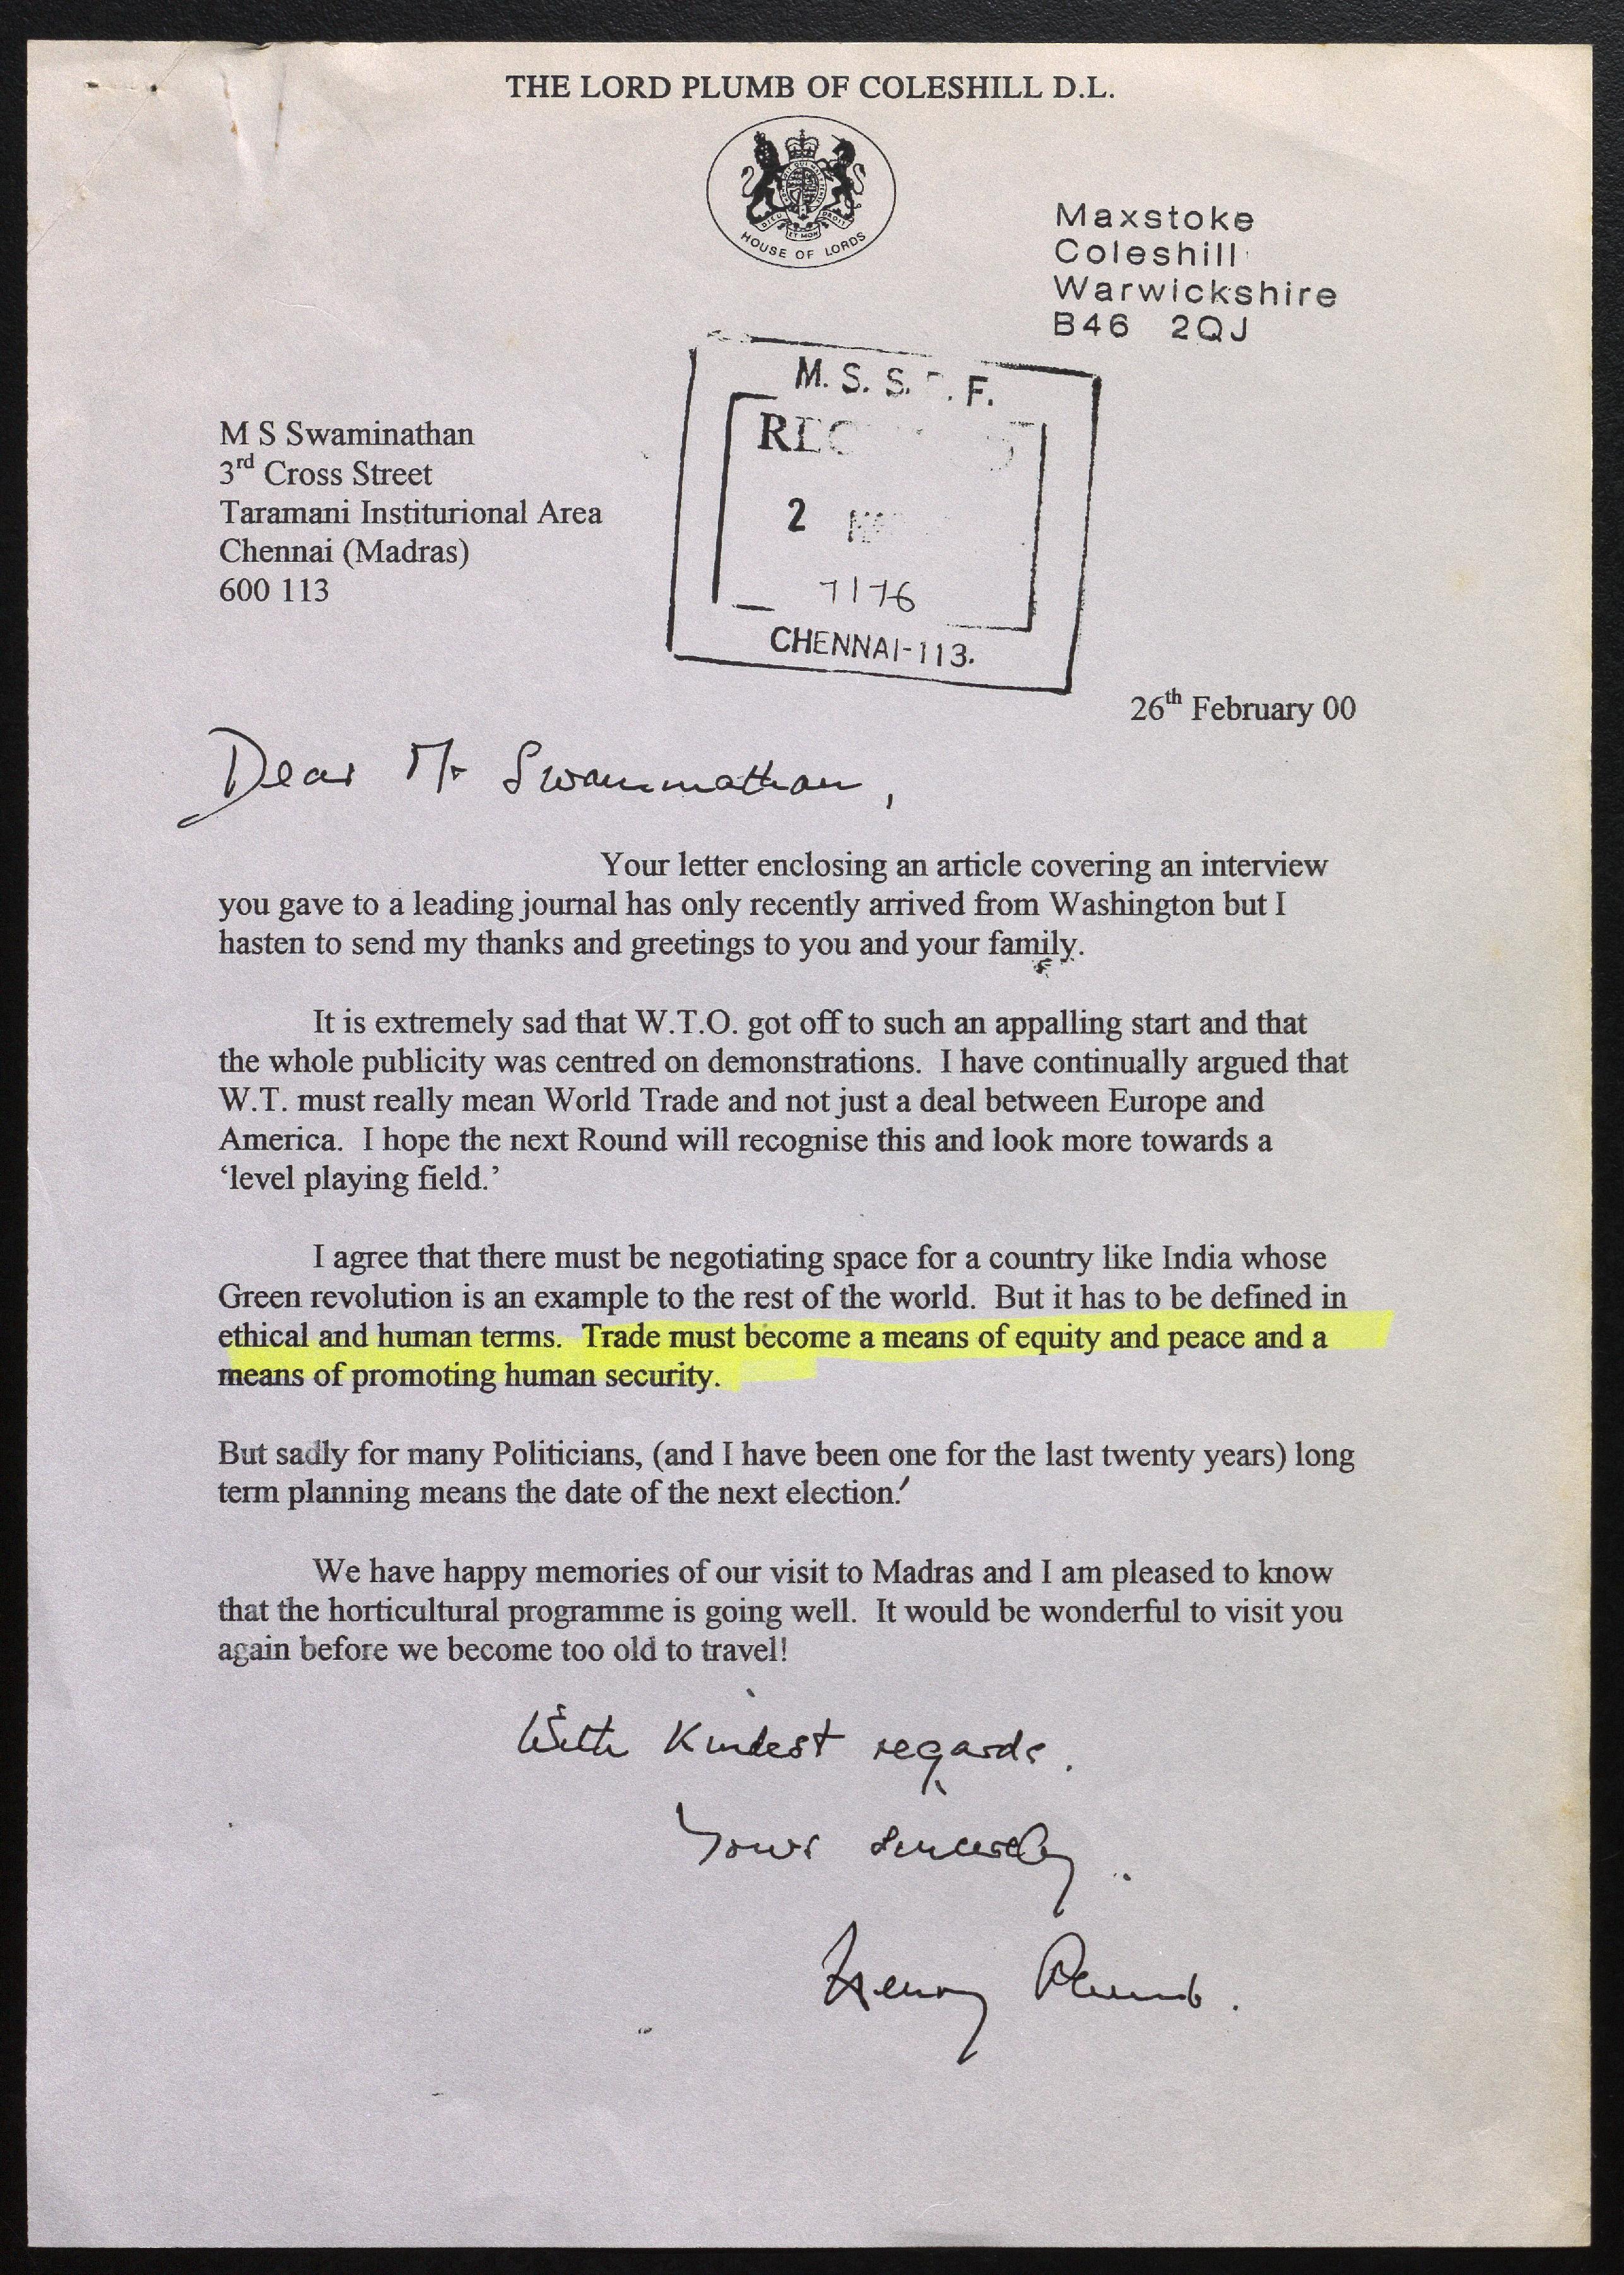 THE LORD PLUMB OF COLESHILL D.L.
DIEU ET MON DROIT
HOUSE OF LORDS
Maxstoke
Coleshill
Warwickshire
B46 2QJ
M. S. S. . F.
2
7176
CHENNAI-113.
M S Swaminathan
3rd Cross Street
Taramani Institurional Area
Chennai (Madras)
600 113
26th February 00
Dear Mr Swaminathan,
Your letter enclosing an article covering an interview
you gave to a leading journal has only recently arrived from Washington but I
hasten to send my thanks and greetings to you and your family.
It is extremely sad that W.T.O. got off to such an appalling start and that
the whole publicity was centred on demonstrations. I have continually argued that
W.T. must really mean World Trade and not just a deal between Europe and
America. I hope the next Round will recognise this and look more towards a
‘level playing field.’
I agree that there must be negotiating space for a country like India whose
Green revolution is an example to the rest of the world. But it has to be defined in
ethical and human terms. Trade must become a means of equity and peace and a
means of promoting human security.
But sadly for many Politicians, (and I have been one for the last twenty years) long
term planning means the date of the next election!
We have happy memories of our visit to Madras and I am pleased to know
that the horticultural programme is going well. It would be wonderful to visit you
again before we become too old to travel!
With Kindest regards.
Yours sincerely.
Henry Plumb.